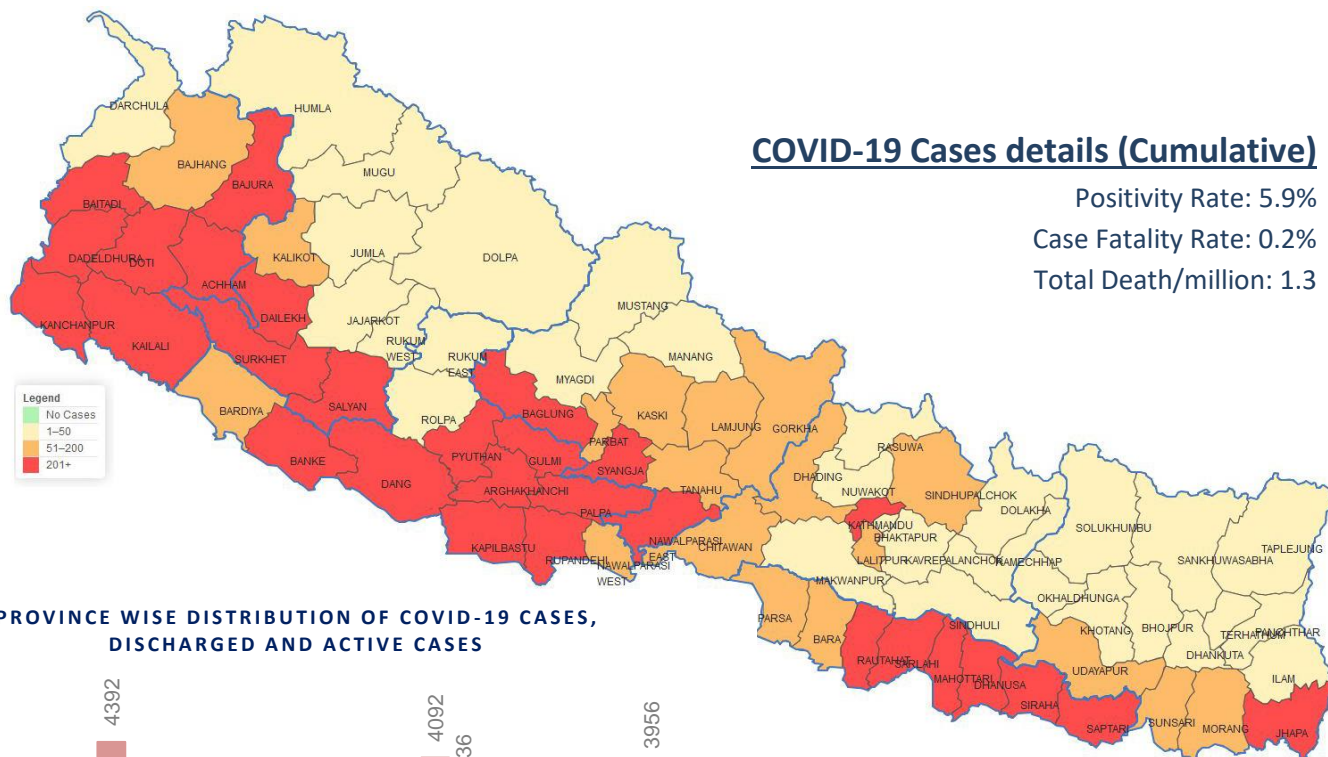 DARCHULA
HUMLA
BAJHANG
MUGU
BAJURA
BAITADI
COVID-19 Cases details (Cumulative)
Positivity Rate: 5.9%
Case Fatality Rate: 0.2%
Total Death/million: 1.3
DADELDHURA
DOTI
KALIKOT
JUMLA
DOLPA
ACHHAM
MUSTANG
KANCHANPUR
DAILEKH
JAJARKOT
KAILALI
RUKUM
WEST
SURKHET
RUKUM
EAST
MANANG
MYAGDI
Legend
No Cases
1–50
51–200
201+
BARDIYA
SALYAN
ROLPA
BAGLUNG
KASKI
LAMJUNG
GORKHA
PARBAT
RASUWA
BANKE
PYUTHAN
GULMI
SYANGJA
DHADING
DANG
ARGHAKHANCHI
TANAHU
NUWAKOT
SINDHUPALCHOK
DOLAKHA
PALPA
KATHMANDU
BHAKTAPUR
SOLUKHUMBU
TAPLEJUNG
KAPILBASTU
RUPANDEHI
NAWALPARASI
EAST
CHITAWAN
LALITPUR
KAVREPALANCHOK
RAMECHHAP
SANKHUWASABHA
NAWALPARASI
WEST
MAKWANPUR
OKHALDHUNGA
PROVINCE WISE DISTRIBUTION OF COVID-19 CASES,
DISCHARGED AND ACTIVE CASES
PARSA
BARA
SINDHULI
KHOTANG
BHOJPUR
TERHATHUM
PANCHTHAR
DHANKUTA
RAUTAHAT
SARLAHI
MAHOTTARI
DHANUSA
SIRAHA
UDAYAPUR
ILAM
SAPTARI
SUNSARI
MORANG
JHAPA
4392
4092
36
3956